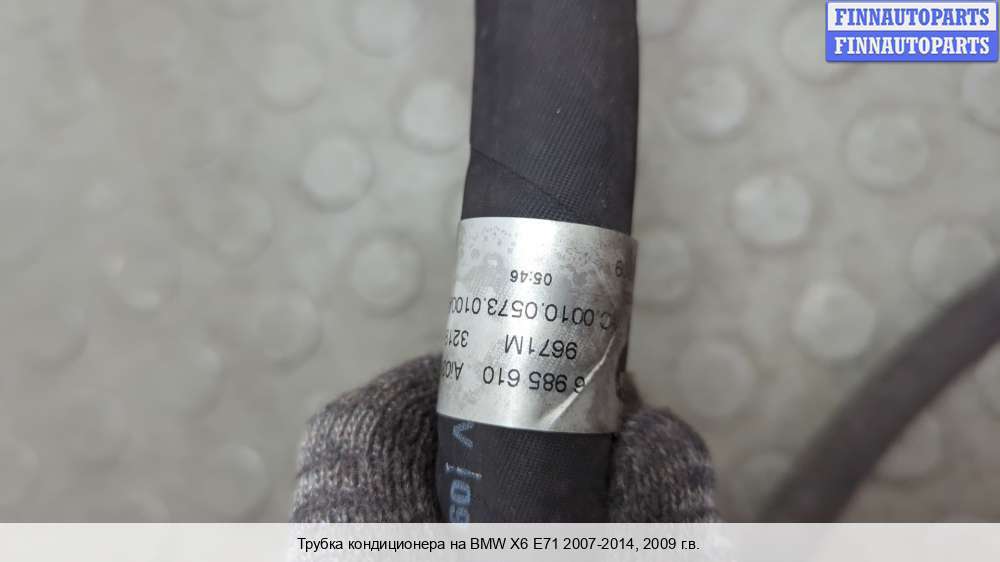 FINNAUTOPARTS
FINNAUTOPARTS
6 985 610
9671M
C.0010.0573.0100
05:46
Трубка кондиционера на BMW X6 E71 2007-2014, 2009 г.в.